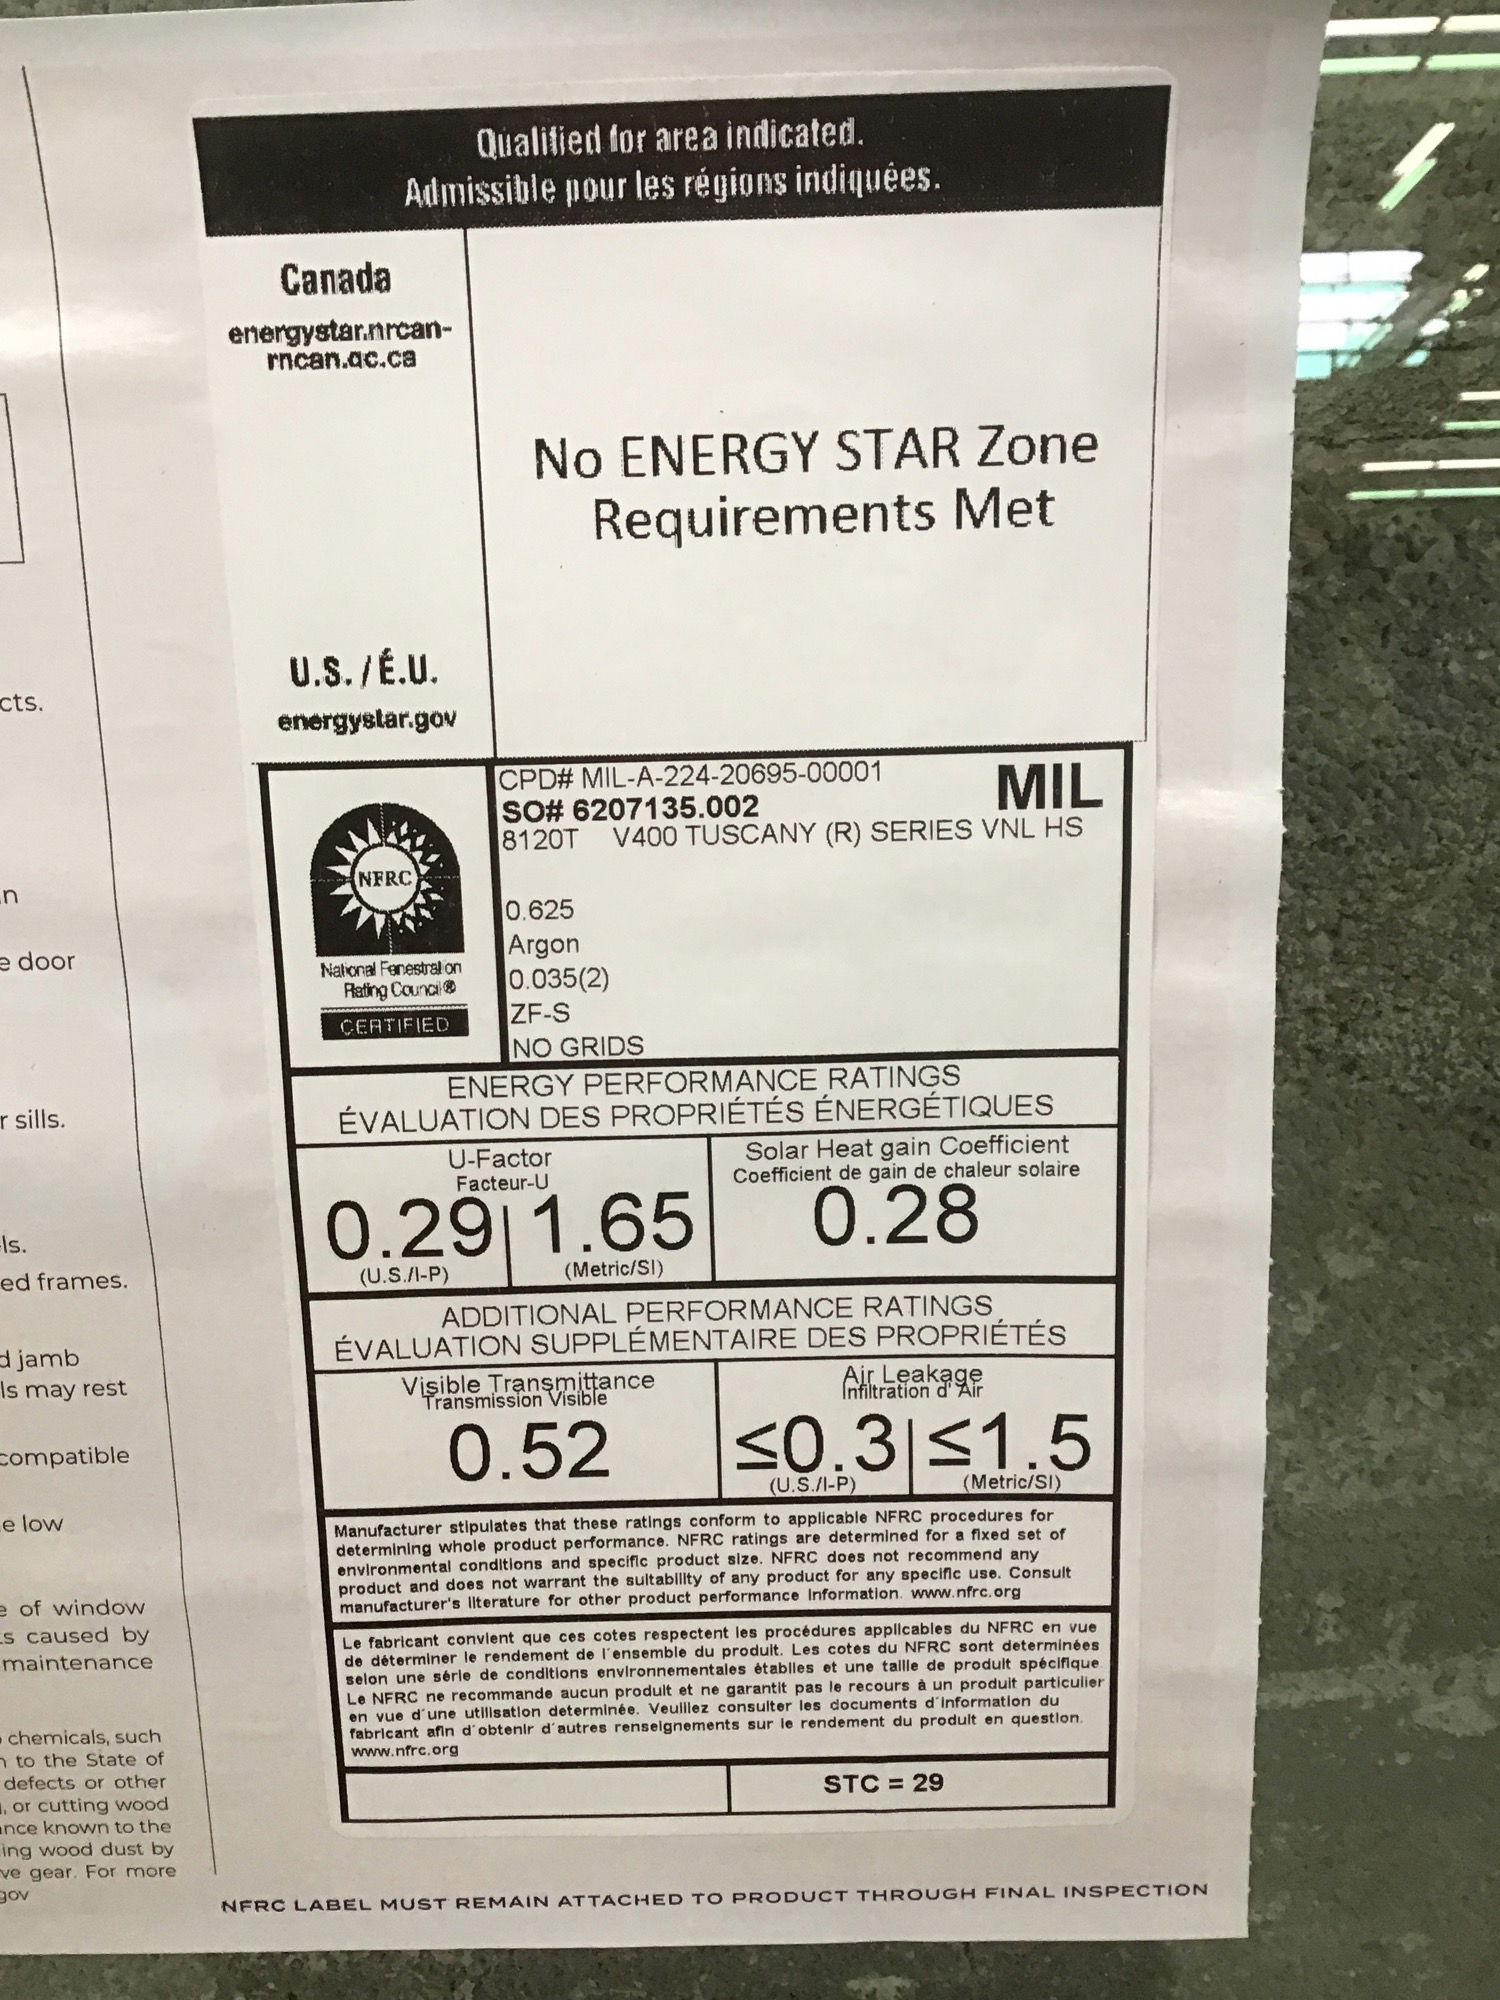 Qualified for area indicated.
Admissible pour les régions indiquées.
Canada
energystar.nrcan-
rncan.gc.ca
No ENERGY STAR Zone
Requirements Met
U.S. / É.U.
energystar.gov
CPD# MIL-A-224-20695-00001
MIL
SO# 6207135.002
8120T V400 TUSCANY (R) SERIES VNL HS
NFRC
National Fenestration
Rating Council®
CERTIFIED
0.625
Argon
0.035(2)
ZF-S
NO GRIDS
ENERGY PERFORMANCE RATINGS
ÉVALUATION DES PROPRIÉTÉS ÉNERGÉTIQUES
U-Factor
Facteur-U
0.29 | 1.65
(U.S./I-P) (Metric/SI)
Solar Heat gain Coefficient
Coefficient de gain de chaleur solaire
0.28
ADDITIONAL PERFORMANCE RATINGS
ÉVALUATION SUPPLÉMENTAIRE DES PROPRIÉTÉS
Visible Transmittance
Transmission Visible
0.52
Air Leakage
Infiltration d' Air
≤0.3 | ≤1.5
(U.S./I-P) (Metric/SI)
Manufacturer stipulates that these ratings conform to applicable NFRC procedures for
determining whole product performance. NFRC ratings are determined for a fixed set of
environmental conditions and specific product size. NFRC does not recommend any
product and does not warrant the suitability of any product for any specific use. Consult
manufacturer's literature for other product performance information. www.nfrc.org
Le fabricant convient que ces cotes respectent les procédures applicables du NFRC en vue
de déterminer le rendement de l'ensemble du produit. Les cotes du NFRC sont determinées
selon une série de conditions environnementales établies et une taille de produit spécifique.
Le NFRC ne recommande aucun produit et ne garantit pas le recours à un produit particulier
en vue d'une utilisation determinée. Veuillez consulter les documents d'information du
fabricant afin d'obtenir d'autres renseignements sur le rendement du produit en question.
www.nfrc.org
STC = 29
NFRC LABEL MUST REMAIN ATTACHED TO PRODUCT THROUGH FINAL INSPECTION
cts.
door
sills.
ls.
ed frames.
jamb
ls may rest
compatible
low
of window
caused by
maintenance
chemicals, such
to the State of
defects or other
, or cutting wood
known to the
ing wood dust by
gear. For more
gov